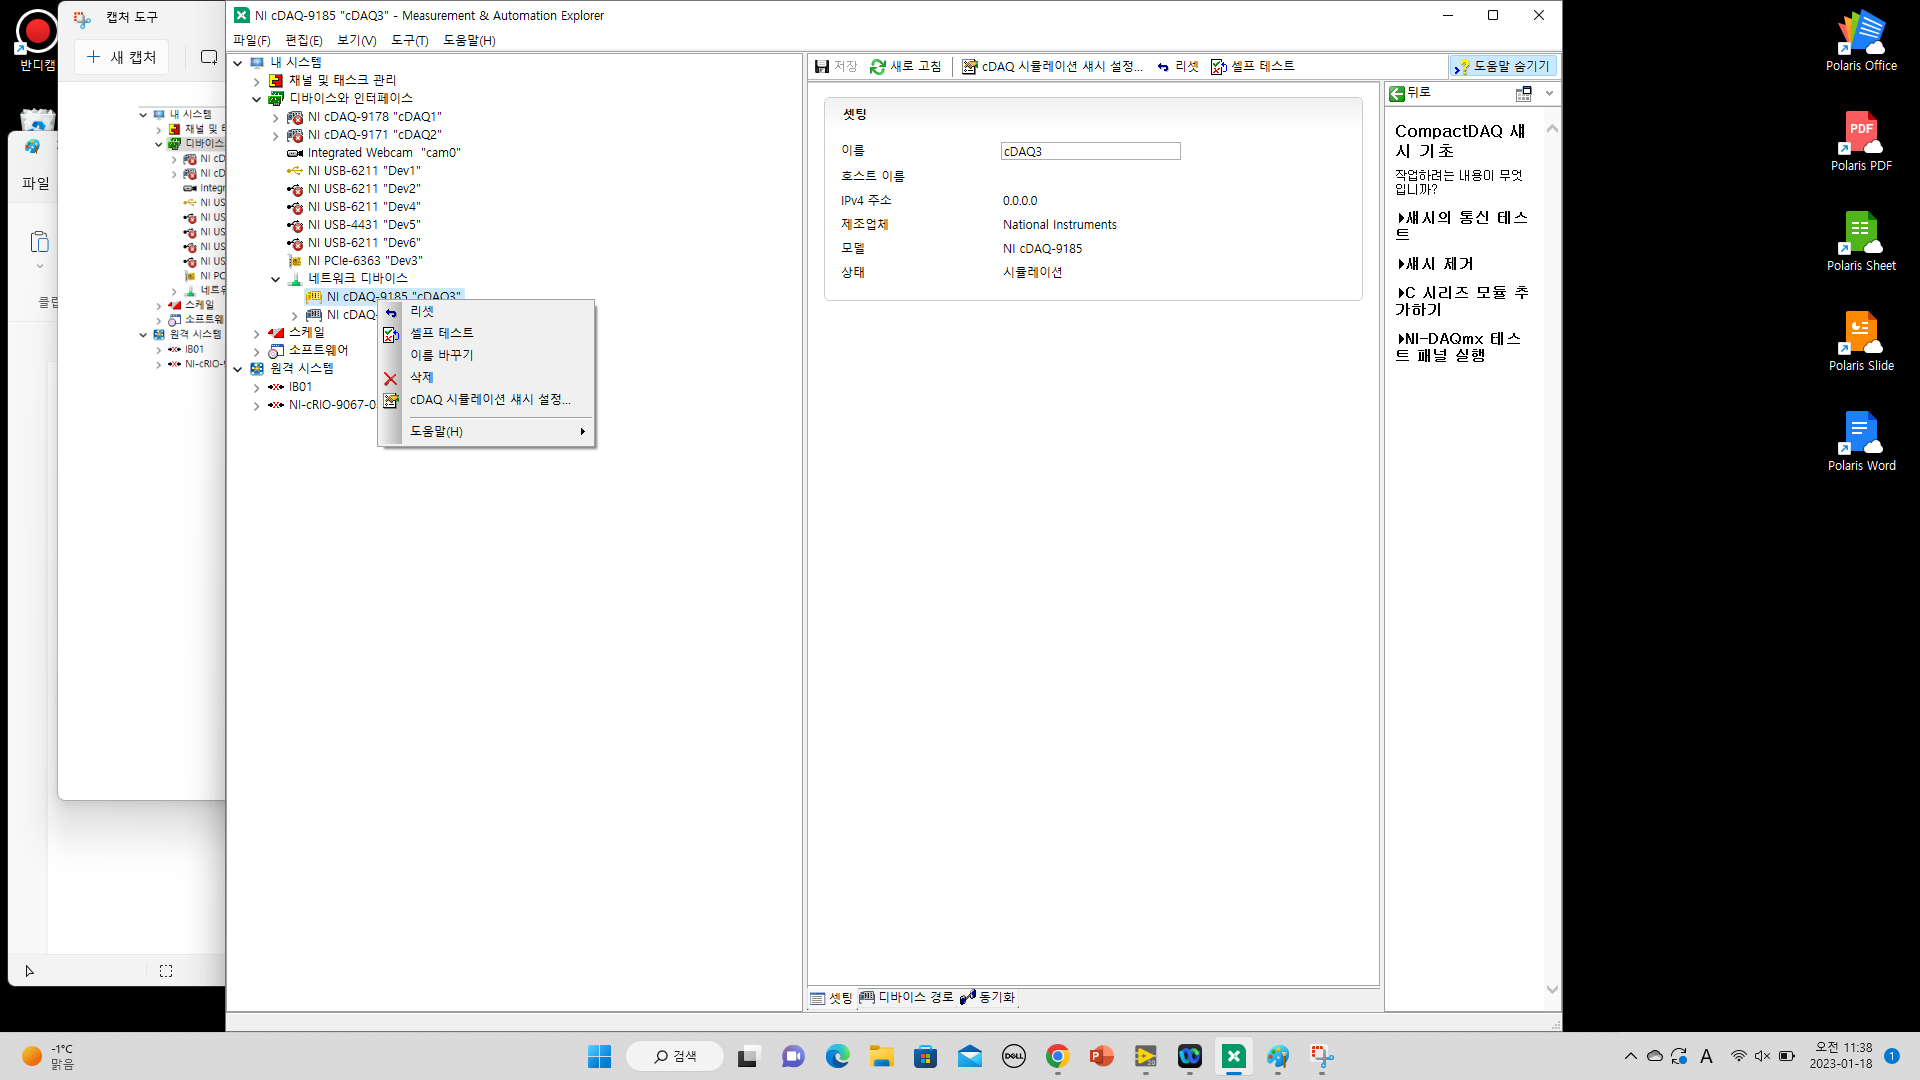 반디캠
캡처 도구
새 캡처
내 시스템
채널 및 태
디바이스
NI cD
NI cD
Integr
NI US
NI US
NI US
NI US
NI US
NI PC
네트워
스케일
소프트웨
원격 시스템
IB01
NI-cRIO-9
파일
클립
NI cDAQ-9185 "cDAQ3" - Measurement & Automation Explorer
파일(F) 편집(E) 보기(V) 도구(T) 도움말(H)
내 시스템
채널 및 태스크 관리
디바이스와 인터페이스
NI cDAQ-9178 "cDAQ1"
NI cDAQ-9171 "cDAQ2"
Integrated Webcam "cam0"
NI USB-6211 "Dev1"
NI USB-6211 "Dev2"
NI USB-6211 "Dev4"
NI USB-4431 "Dev5"
NI USB-6211 "Dev6"
NI PCIe-6363 "Dev3"
네트워크 디바이스
NI cDAQ-9185 "cDAQ3"
NI cDAQ-
스케일
소프트웨어
원격 시스템
IB01
NI-cRIO-9067-0
리셋
셀프 테스트
이름 바꾸기
삭제
cDAQ 시뮬레이션 섀시 설정...
도움말(H)
저장 새로 고침 cDAQ 시뮬레이션 섀시 설정... 리셋 셀프 테스트 도움말 숨기기
셋팅
이름 cDAQ3
호스트 이름
IPv4 주소 0.0.0.0
제조업체 National Instruments
모델 NI cDAQ-9185
상태 시뮬레이션
셋팅 디바이스 경로 동기화
뒤로
CompactDAQ 섀
시 기초
작업하려는 내용이 무엇
입니까?
섀시의 통신 테스
트
섀시 제거
C 시리즈 모듈 추
가하기
NI-DAQmx 테스
트 패널 실행
Polaris Office
PDF
Polaris PDF
Polaris Sheet
Polaris Slide
Polaris Word
-1°C
맑음
검색
DELL
A
오전 11:38
2023-01-18
1